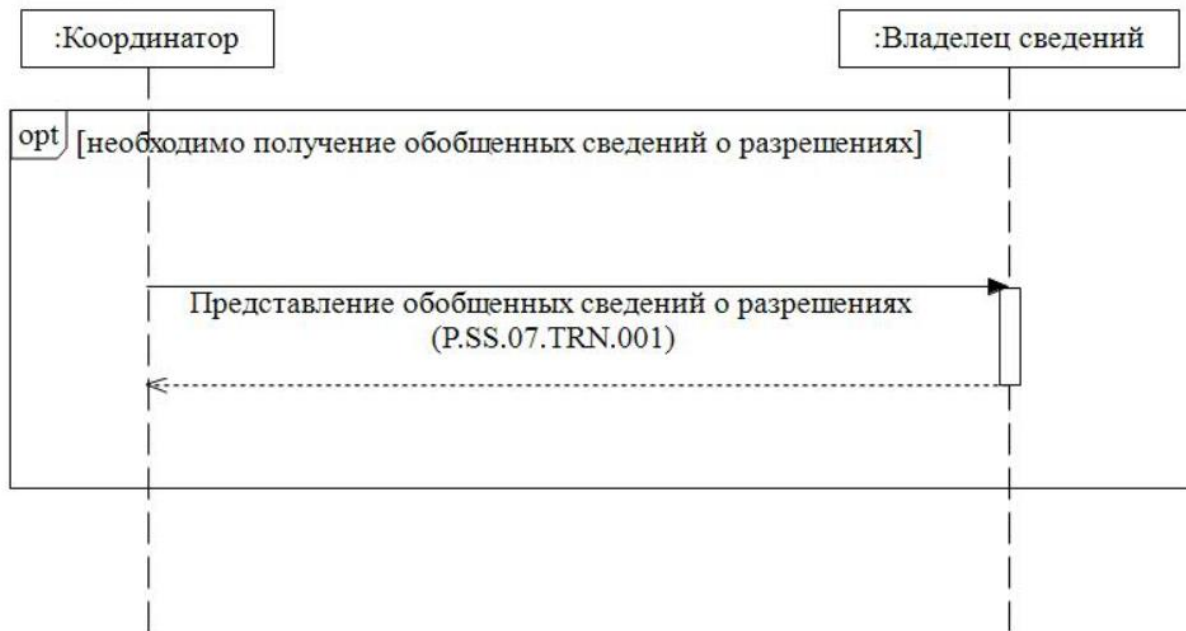 :Координатор
:Владелец сведений
opt
[необходимо получение обобщенных сведений о разрешениях]
Представление обобщенных сведений о разрешениях
(P.SS.07.TRN.001)